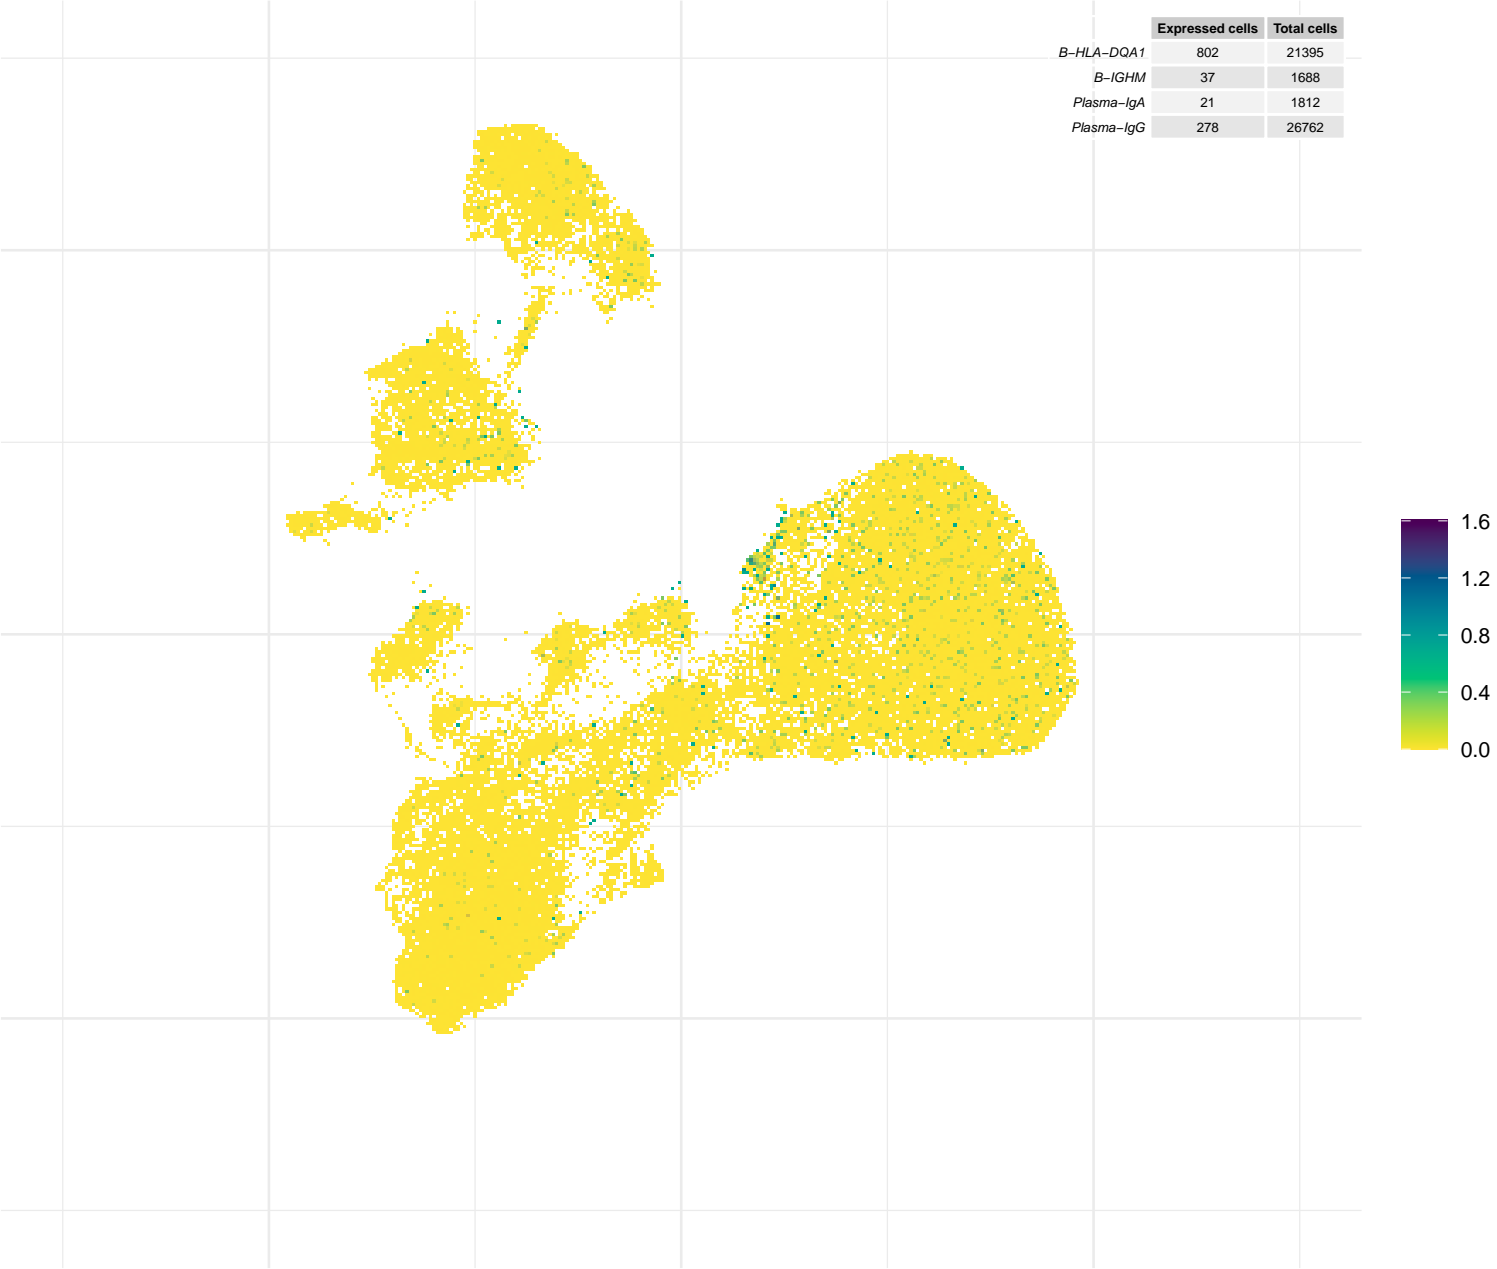 Expressed cells Total cells
B−HLA−DQA1 802 21395
B−IGHM 37 1688
Plasma−IgA 21 1812
Plasma−IgG 278 26762
1.6
1.2
0.8
0.4
0.0